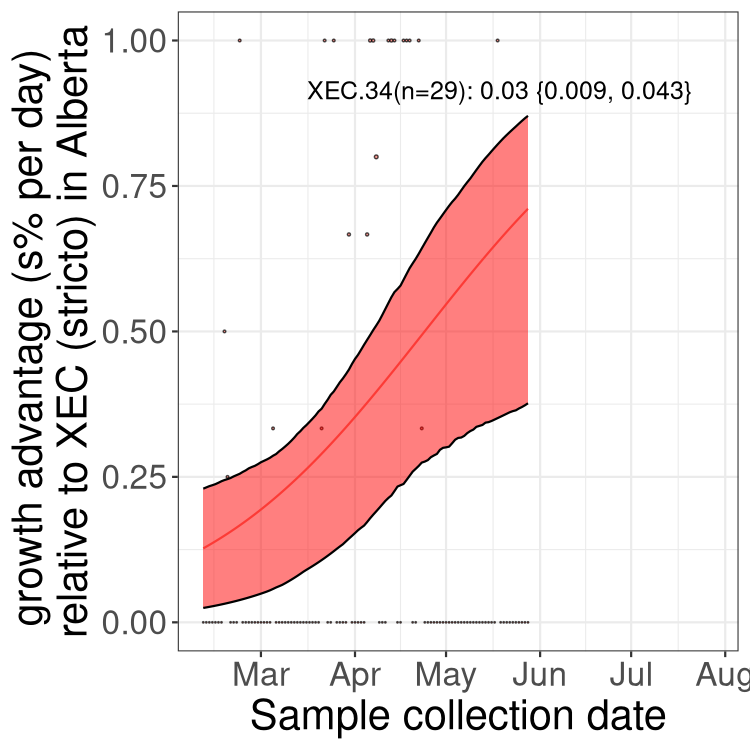 growth advantage (s% per day)
relative to XEC (stricto) in Alberta
1.00
0.75
0.50
0.25
0.00
XEC.34(n=29): 0.03 {0.009, 0.043}
Mar Apr May Jun Jul Aug
Sample collection date